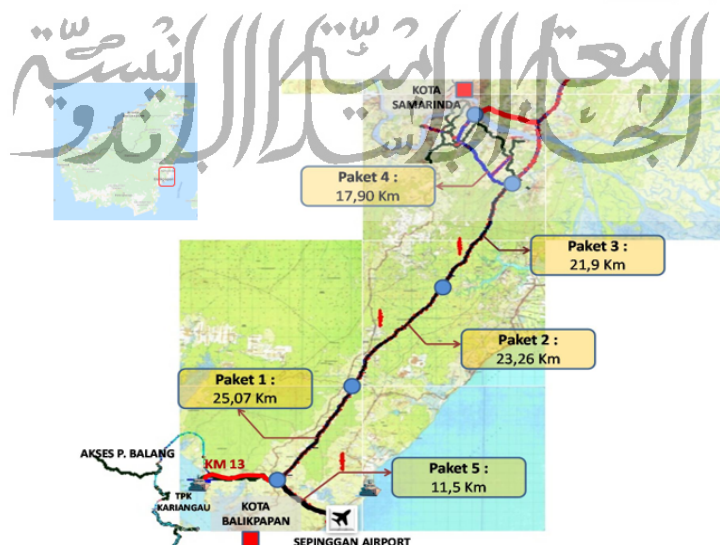 الجامعة الإسلامية الإندونيسية
KOTA
SAMARINDA
Paket 4 :
17,90 Km
Paket 3 :
21,9 Km
Paket 2 :
23,26 Km
Paket 1 :
25,07 Km
AKSES P. BALANG
KM 13
Paket 5 :
11,5 Km
TPK
KARIANGAU
KOTA
BALIKPAPAN
SEPINGGAN AIRPORT